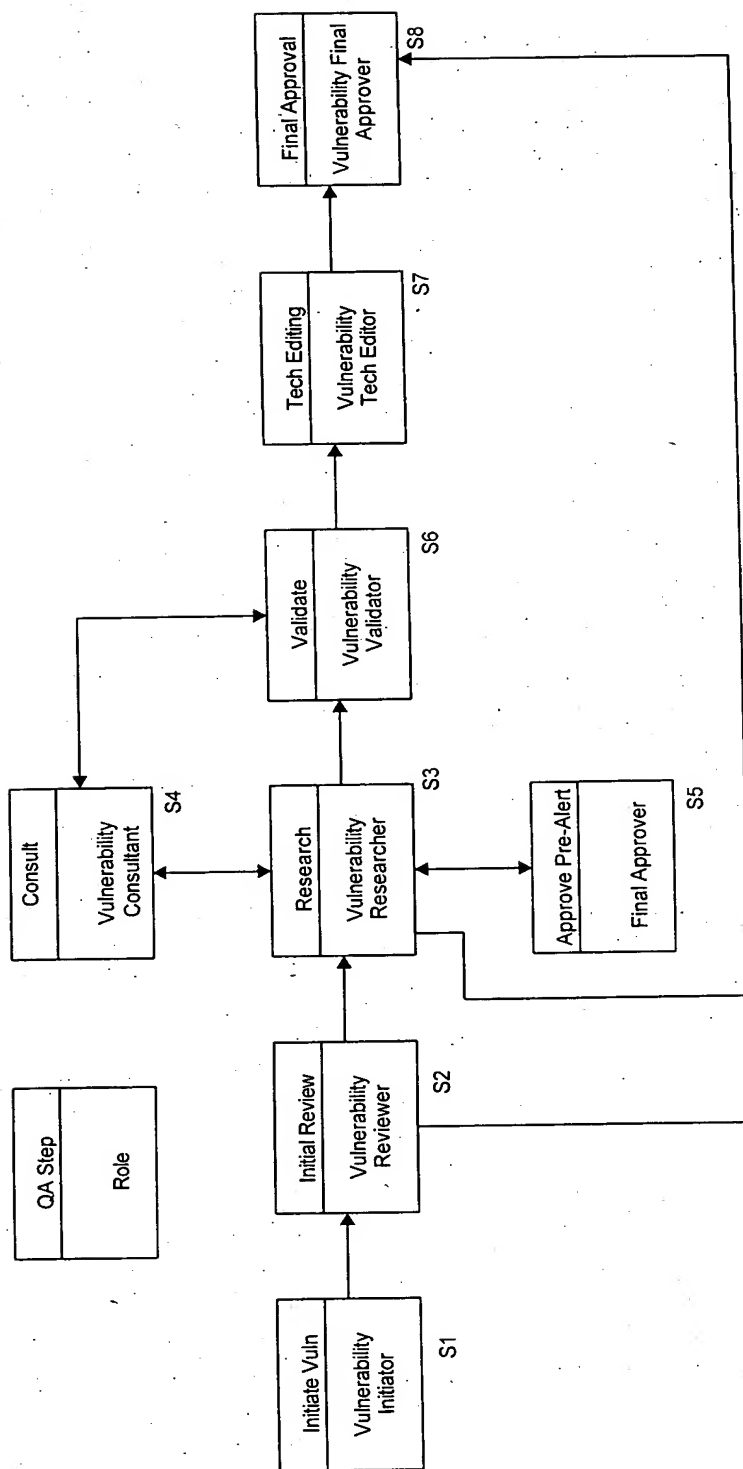 QA Step
Role
Consult
Vulnerability
Consultant
S4
Initiate Vuln
Vulnerability
Initiator
S1
Initial Review
Vulnerability
Reviewer
S2
Research
Vulnerability
Researcher
S3
Validate
Vulnerability
Validator
S6
Tech Editing
Vulnerability
Tech Editor
S7
Final Approval
Vulnerability Final
Approver
S8
Approve Pre-Alert
Final Approver
S5